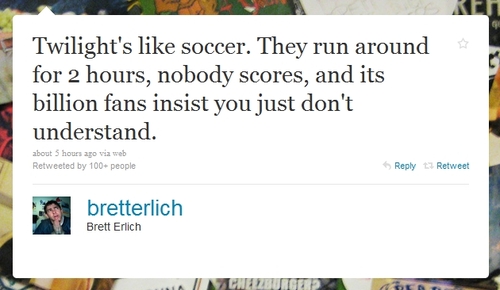 Twilight's like soccer. They run around
for 2 hours, nobody scores, and its
billion fans insist you just don't
understand.
about 5 hours ago via web
Retweeted by 100+ people
Reply Retweet
bretterlich
Brett Erlich
CHEEZBURGER?